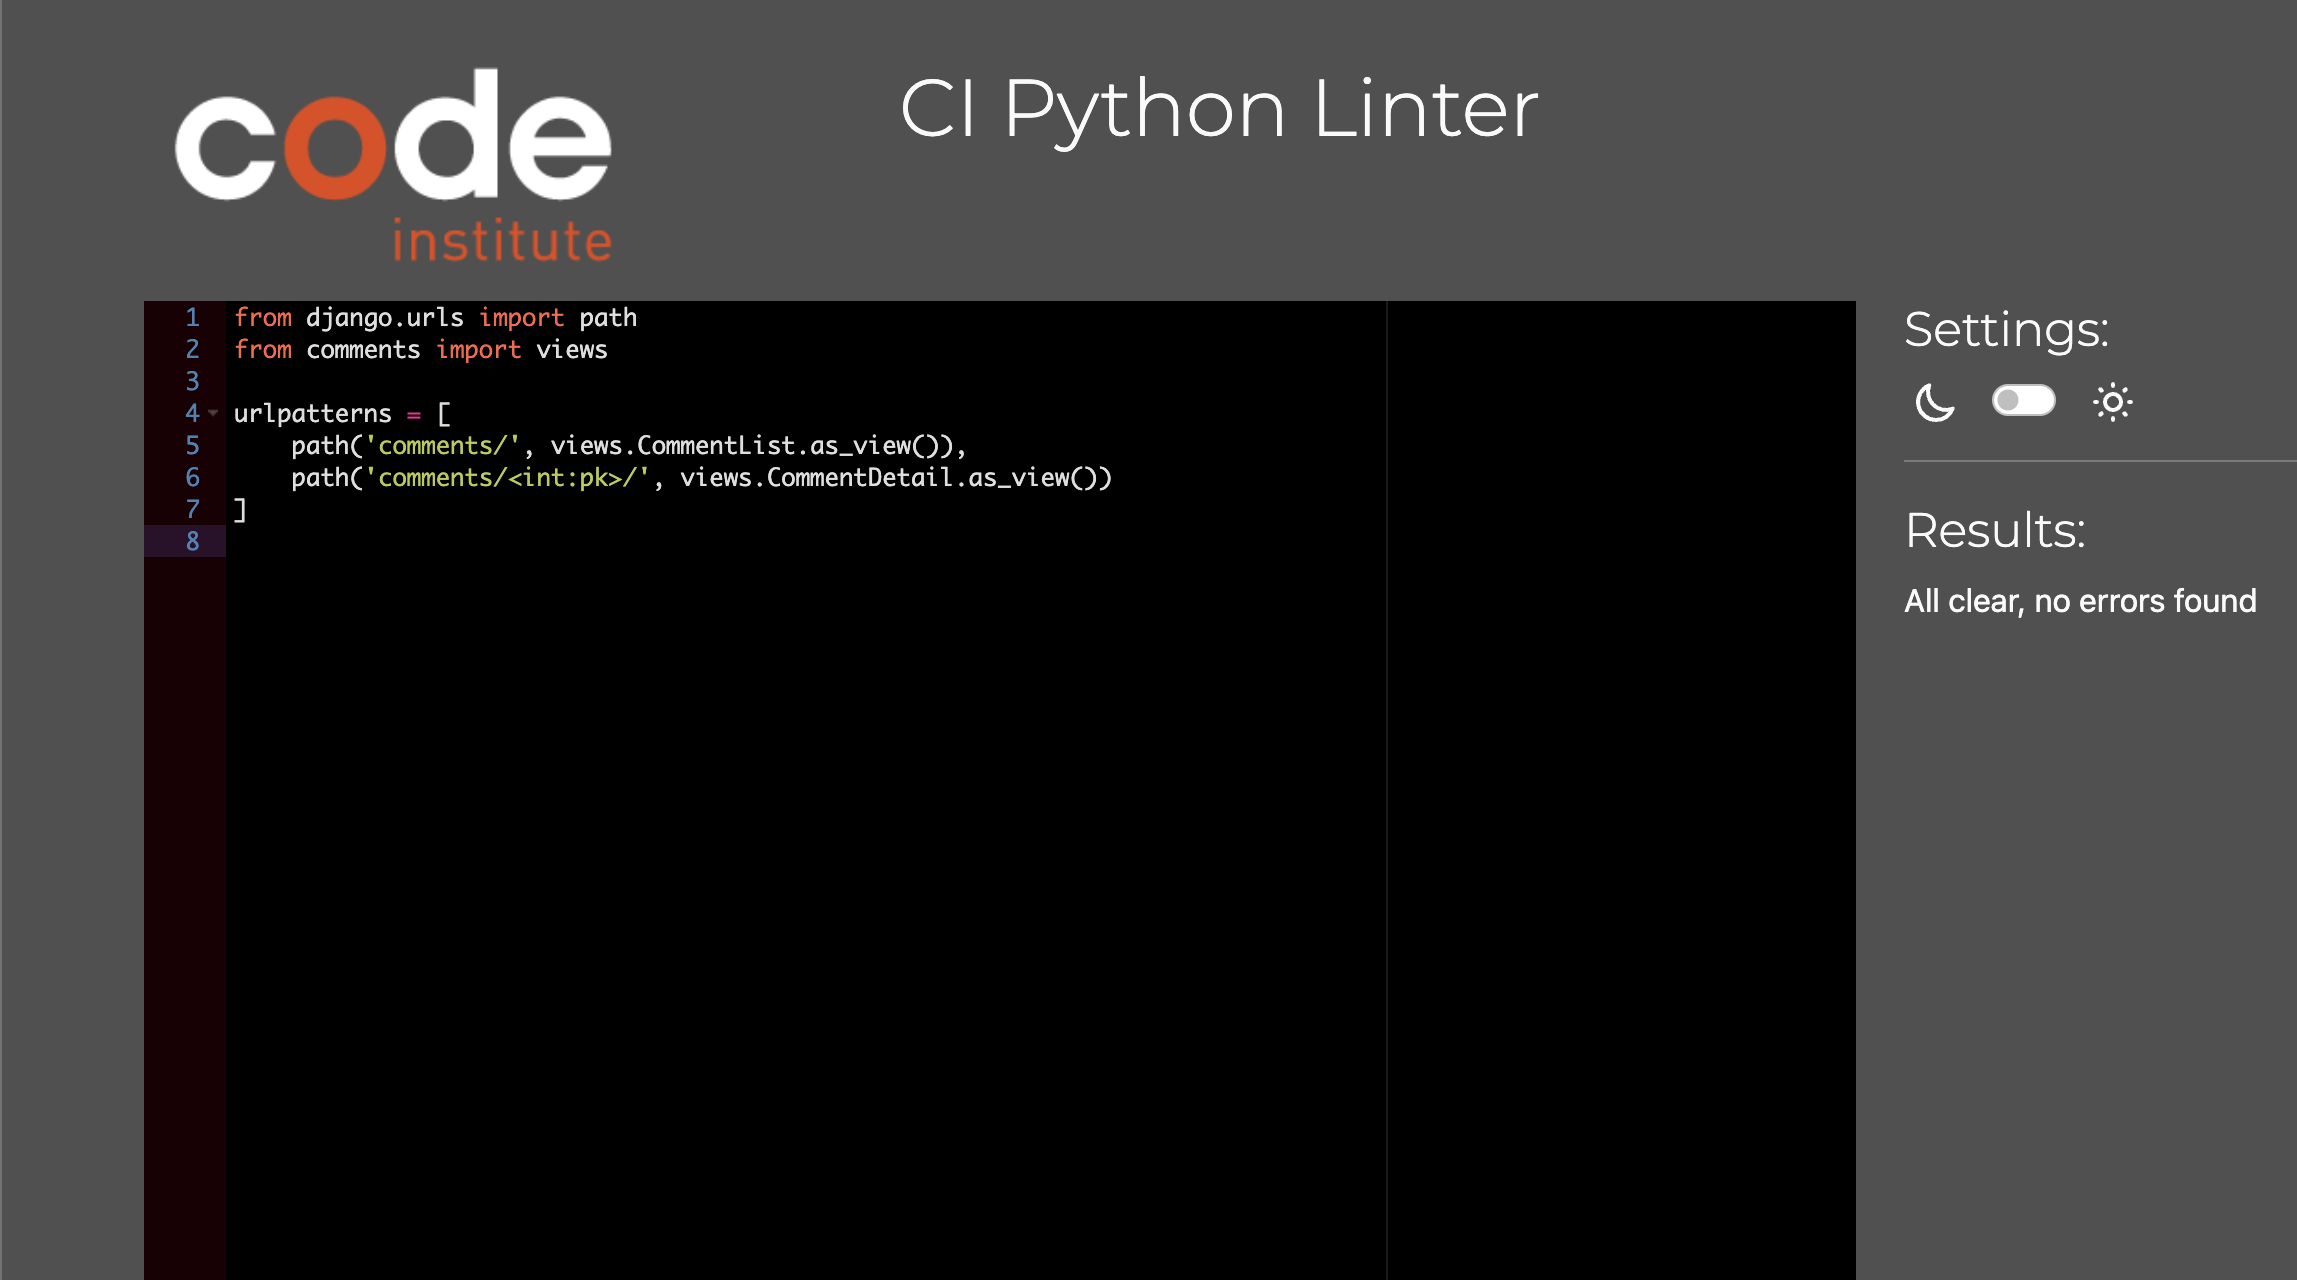 code
institute
CI Python Linter
1 from django.urls import path
2 from comments import views
3
4 urlpatterns = [
5     path('comments/', views.CommentList.as_view()),
6     path('comments/<int:pk>/', views.CommentDetail.as_view())
7 ]
8
Settings:
Results:
All clear, no errors found